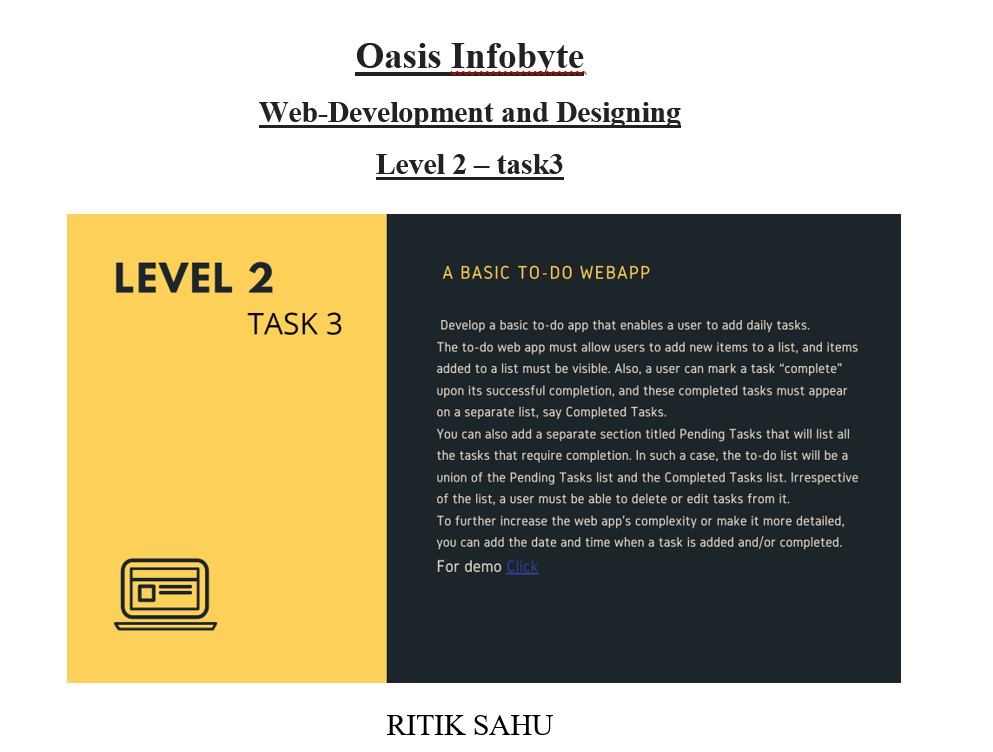 Oasis Infobyte
Web-Development and Designing
Level 2 – task3
LEVEL 2
TASK 3
A BASIC TO-DO WEBAPP
Develop a basic to-do app that enables a user to add daily tasks.
The to-do web app must allow users to add new items to a list, and items
added to a list must be visible. Also, a user can mark a task “complete”
upon its successful completion, and these completed tasks must appear
on a separate list, say Completed Tasks.
You can also add a separate section titled Pending Tasks that will list all
the tasks that require completion. In such a case, the to-do list will be a
union of the Pending Tasks list and the Completed Tasks list. Irrespective
of the list, a user must be able to delete or edit tasks from it.
To further increase the web app’s complexity or make it more detailed,
you can add the date and time when a task is added and/or completed.
For demo Click
RITIK SAHU